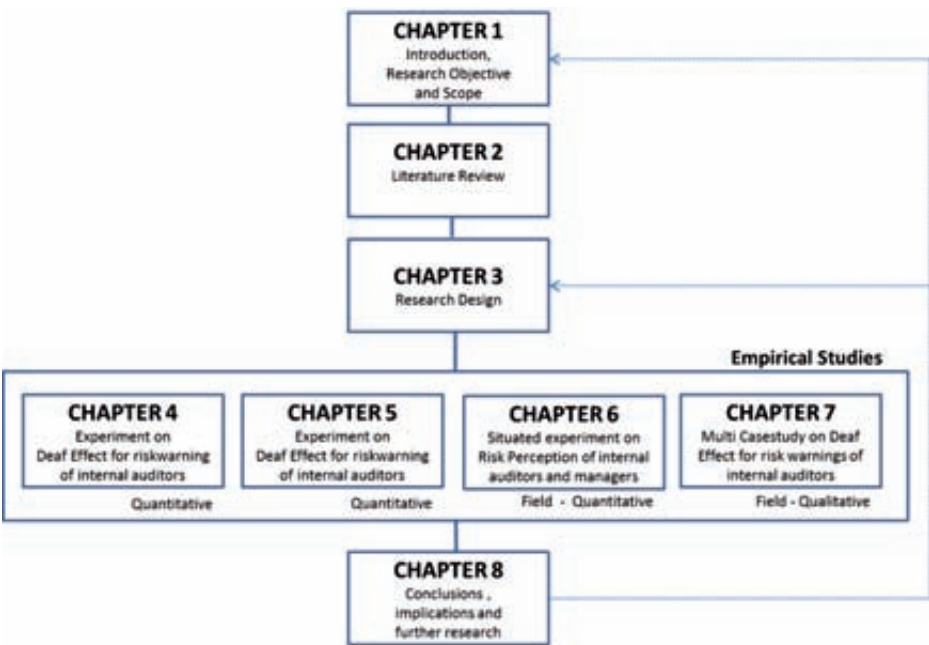 CHAPTER 1
Introduction,
Research Objective
and Scope
CHAPTER 2
Literature Review
CHAPTER 3
Research Design
Empirical Studies
CHAPTER 4
Experiment on
Deaf Effect for riskwarning
of internal auditors
Quantitative
CHAPTER 5
Experiment on
Deaf Effect for riskwarning
of internal auditors
Quantitative
CHAPTER 6
Situated experiment on
Risk Perception of internal
auditors and managers
Field - Quantitative
CHAPTER 7
Multi Casestudy on Deaf
Effect for risk warnings of
internal auditors
Field - Qualitative
CHAPTER 8
Conclusions ,
implications and
further research